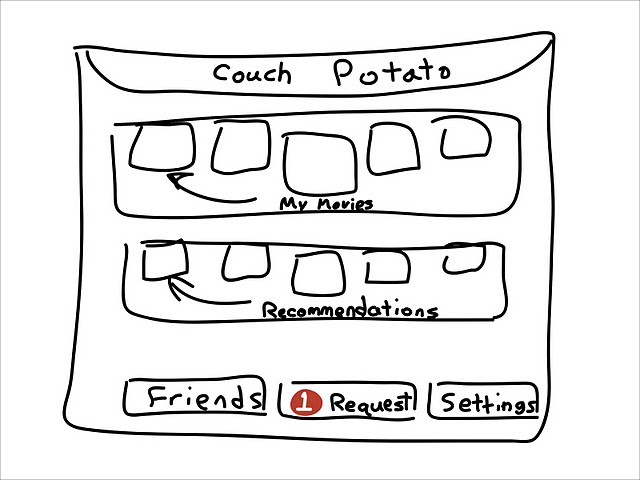 Couch Potato
My Movies
Recommendations
Friends
1 Request
Settings